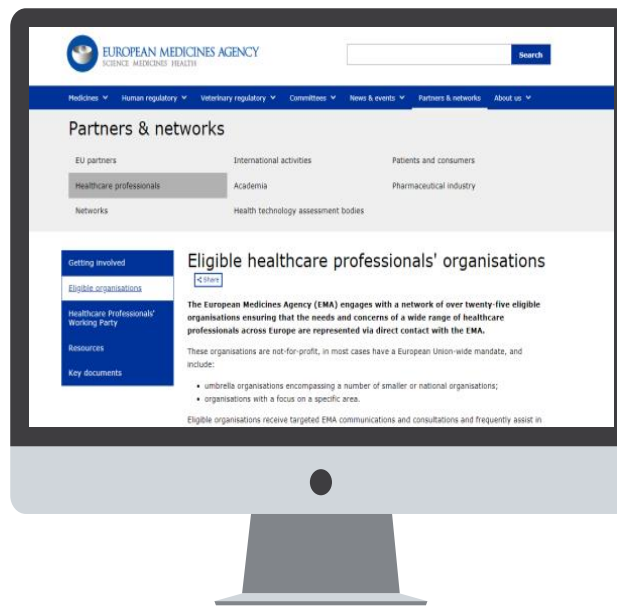 EUROPEAN MEDICINES AGENCY
SCIENCE MEDICINES HEALTH
Search
Medicines Human regulatory Veterinary regulatory Committees News & events Partners & networks About us
Partners & networks
EU partners International activities Patients and consumers
Healthcare professionals Academia Pharmaceutical industry
Networks Health technology assessment bodies
Getting involved
Eligible organisations
Healthcare Professionals'
Working Party
Resources
Key documents
Eligible healthcare professionals' organisations
Share
The European Medicines Agency (EMA) engages with a network of over twenty-five eligible
organisations ensuring that the needs and concerns of a wide range of healthcare
professionals across Europe are represented via direct contact with the EMA.
These organisations are not-for-profit, in most cases have a European Union-wide mandate, and
include:
• umbrella organisations encompassing a number of smaller or national organisations;
• organisations with a focus on a specific area.
Eligible organisations receive targeted EMA communications and consultations and frequently assist in